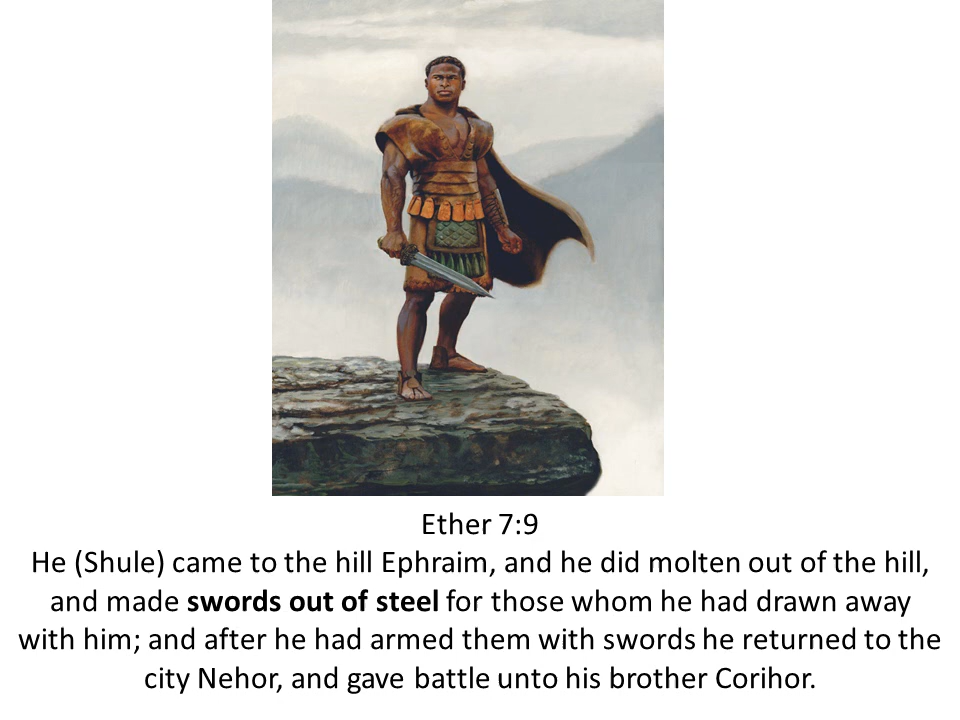 Ether 7:9
He (Shule) came to the hill Ephraim, and he did molten out of the hill,
and made swords out of steel for those whom he had drawn away
with him; and after he had armed them with swords he returned to the
city Nehor, and gave battle unto his brother Corihor.